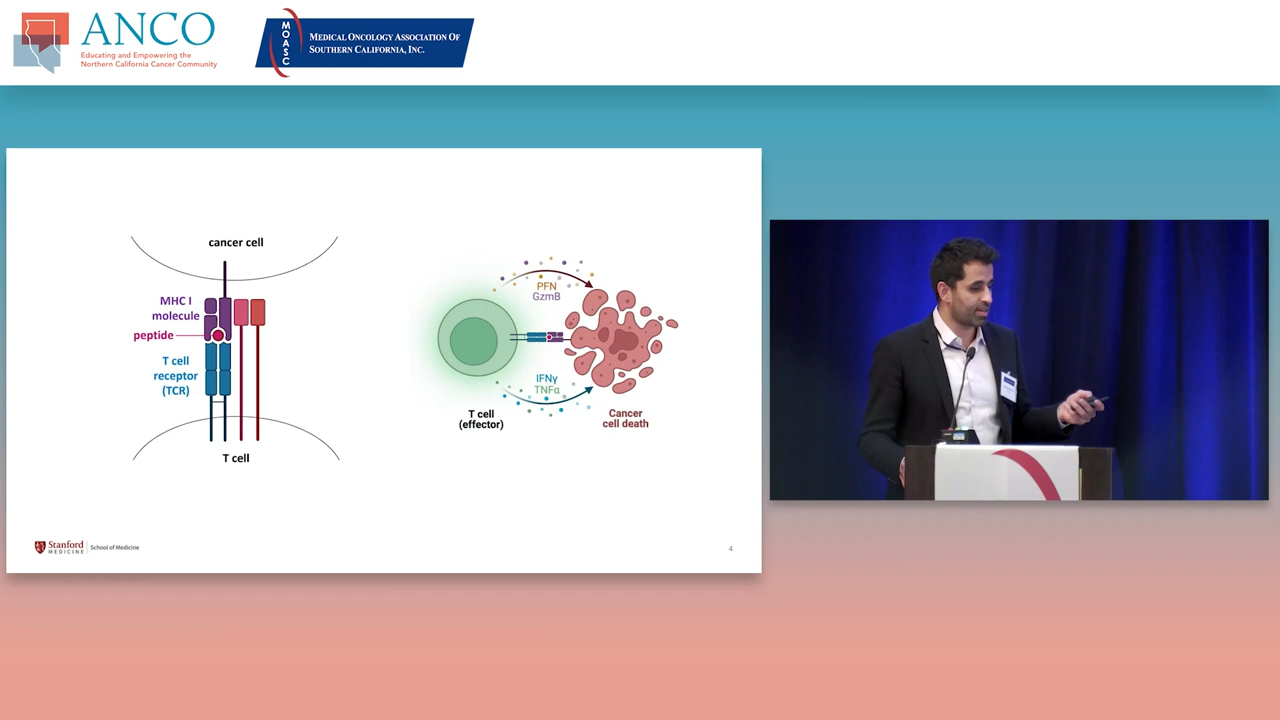 ANCO
Educating and Empowering the
Northern California Cancer Community
MOASC
MEDICAL ONCOLOGY ASSOCIATION OF
SOUTHERN CALIFORNIA, INC.
cancer cell
MHC I
molecule
peptide
T cell
receptor
(TCR)
T cell
PFN
GzmB
IFNγ
TNFα
T cell
(effector)
Cancer
cell death
Stanford
MEDICINE
School of Medicine
4